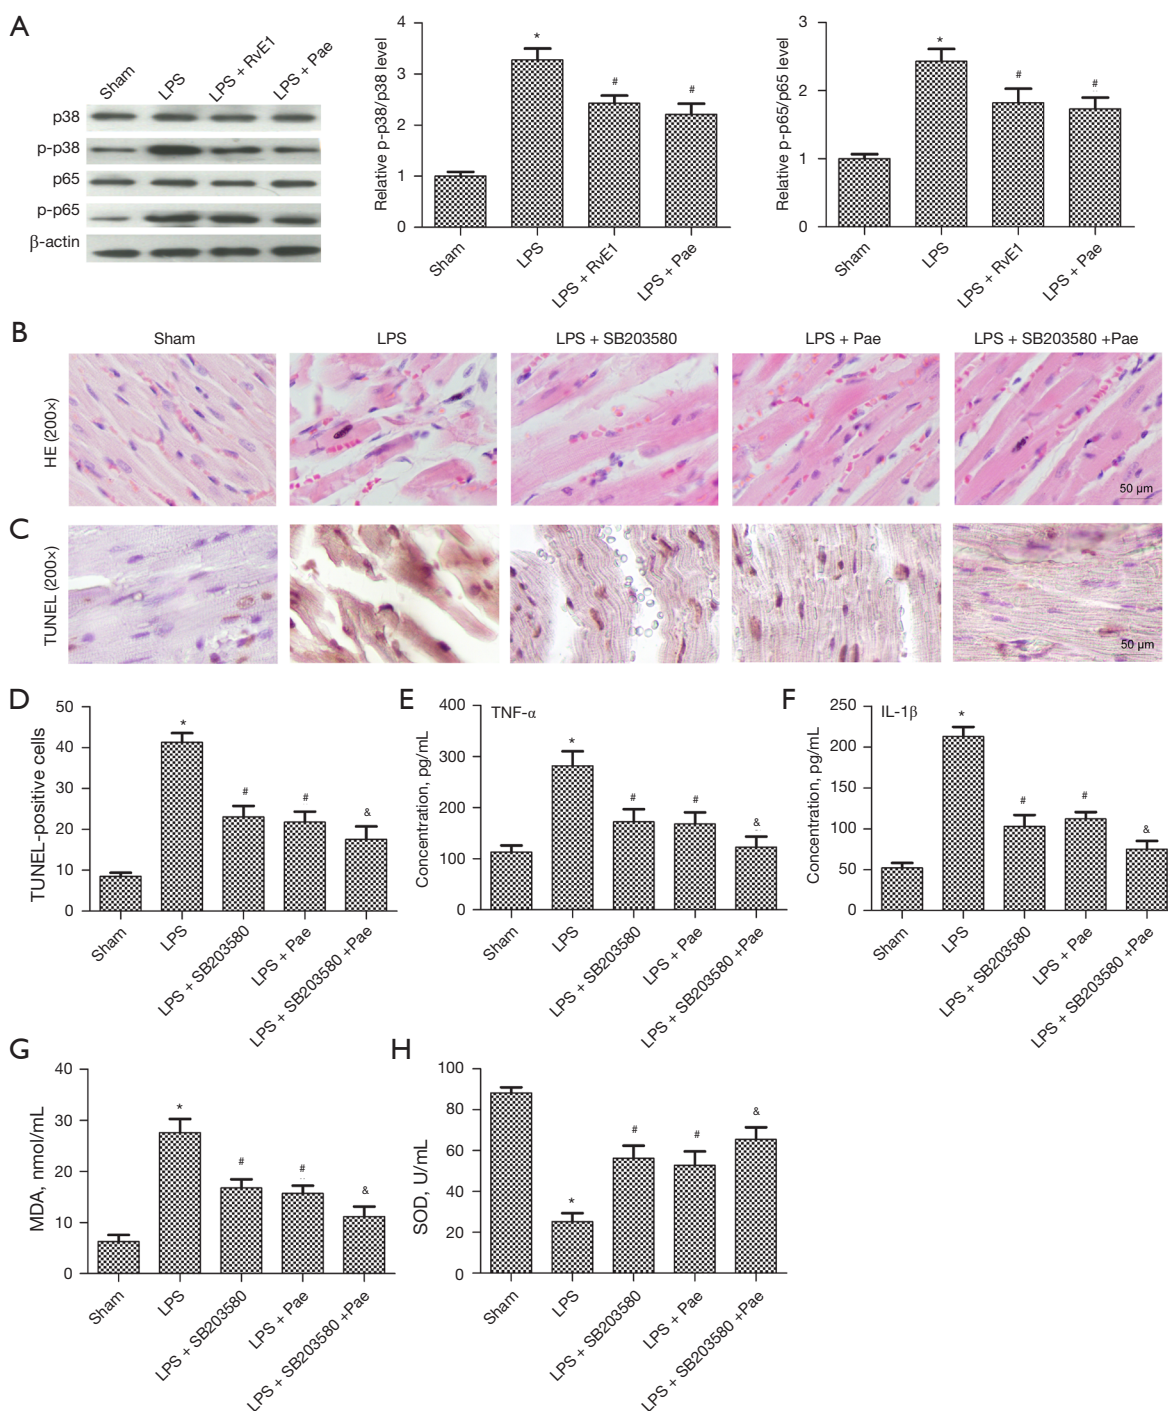 A
Sham
LPS
LPS + RvE1
LPS + Pae
p38
p-p38
p65
p-p65
β-actin
Relative p-p38/p38 level
4
3
2
1
0
*
#
#
Sham
LPS
LPS + RvE1
LPS + Pae
Relative p-p65/p65 level
3
2
1
0
*
#
#
Sham
LPS
LPS + RvE1
LPS + Pae
B
Sham
LPS
LPS + SB203580
LPS + Pae
LPS + SB203580 +Pae
HE (200×)
50 μm
C
TUNEL (200×)
50 μm
D
TUNEL-positive cells
50
40
30
20
10
0
*
#
#
&
Sham
LPS
LPS + SB203580
LPS + Pae
LPS + SB203580 +Pae
E
TNF-α
Concentration, pg/mL
400
300
200
100
0
*
#
#
&
Sham
LPS
LPS + SB203580
LPS + Pae
LPS + SB203580 +Pae
F
IL-1β
Concentration, pg/mL
250
200
150
100
50
0
*
#
#
&
Sham
LPS
LPS + SB203580
LPS + Pae
LPS + SB203580 +Pae
G
MDA, nmol/mL
40
30
20
10
0
*
#
#
&
Sham
LPS
LPS + SB203580
LPS + Pae
LPS + SB203580 +Pae
H
SOD, U/mL
100
80
60
40
20
0
*
#
#
&
Sham
LPS
LPS + SB203580
LPS + Pae
LPS + SB203580 +Pae